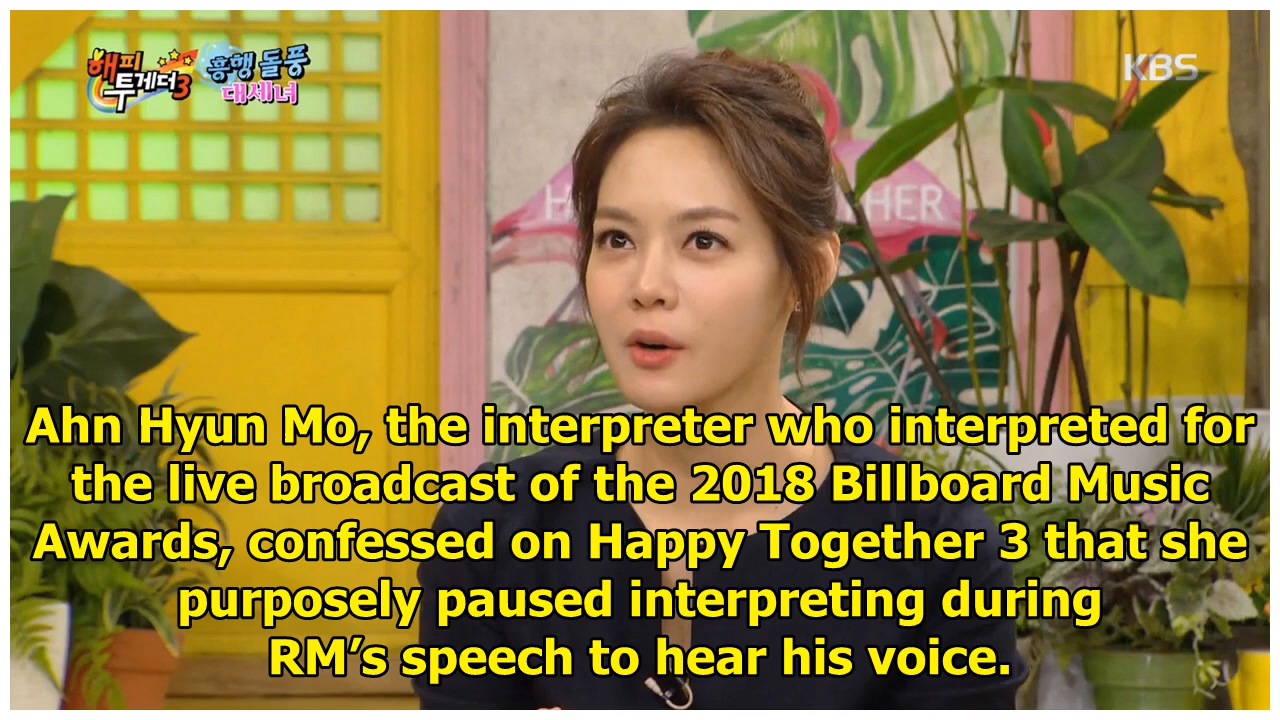 해피
투게더3
흥행 돌풍
대세녀
KBS
H
THER
Ahn Hyun Mo, the interpreter who interpreted for
the live broadcast of the 2018 Billboard Music
Awards, confessed on Happy Together 3 that she
purposely paused interpreting during
RM’s speech to hear his voice.